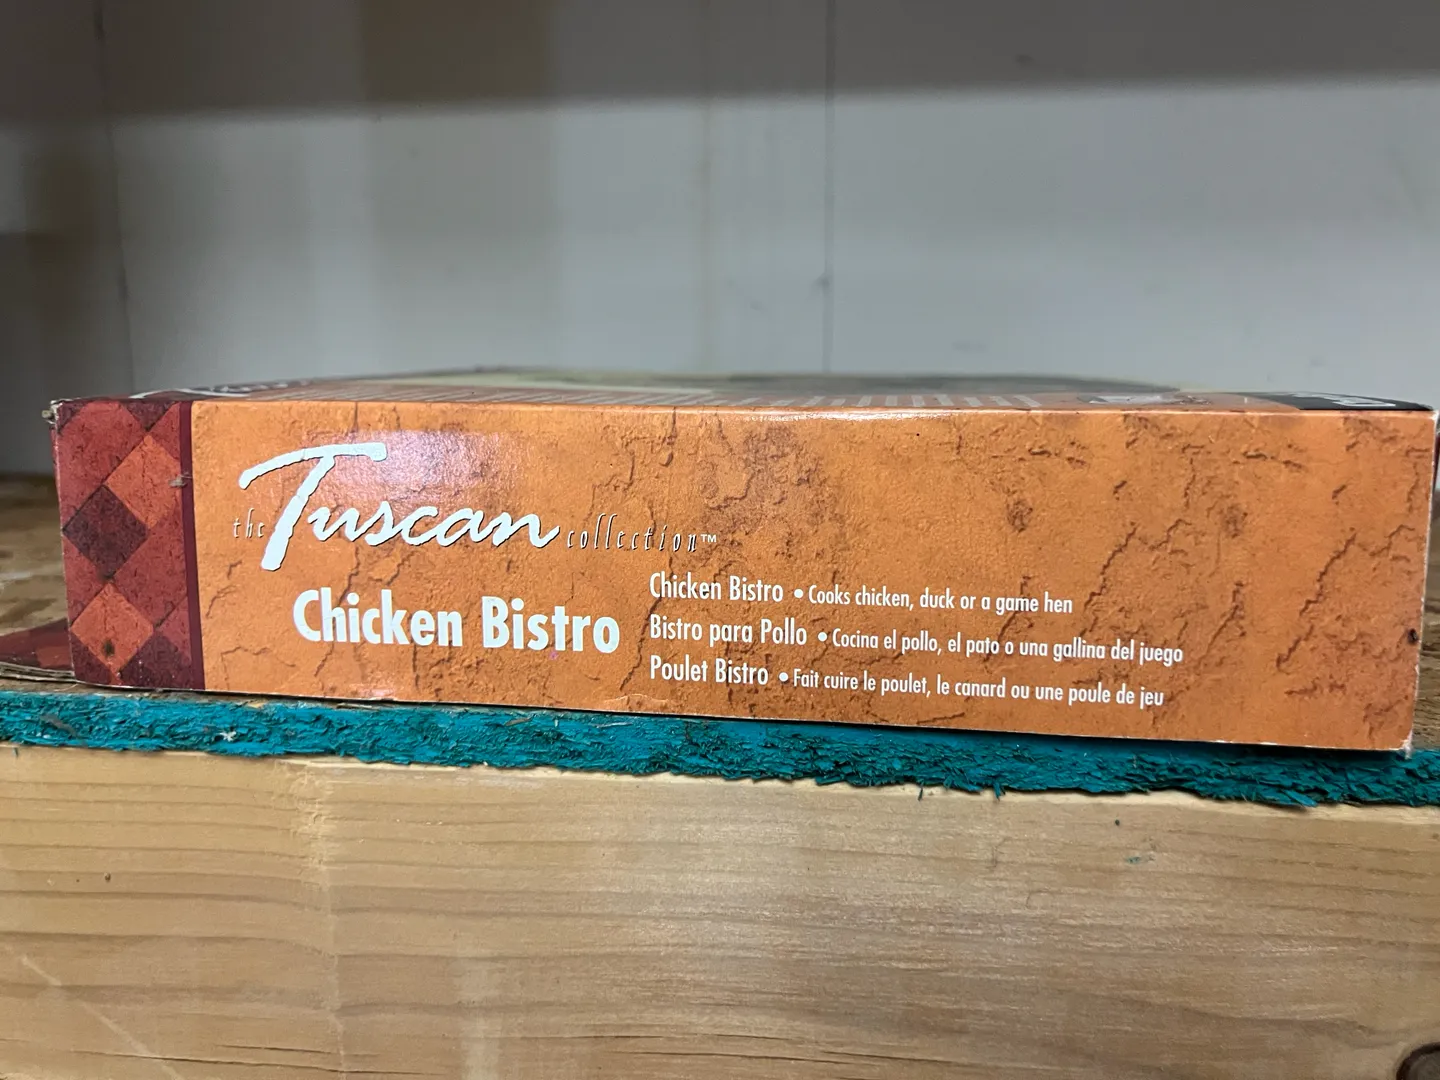 the Tuscan collection™
Chicken Bistro
Chicken Bistro • Cooks chicken, duck or a game hen
Bistro para Pollo • Cocina el pollo, el pato o una gallina del juego
Poulet Bistro • Fait cuire le poulet, le canard ou une poule de jeu